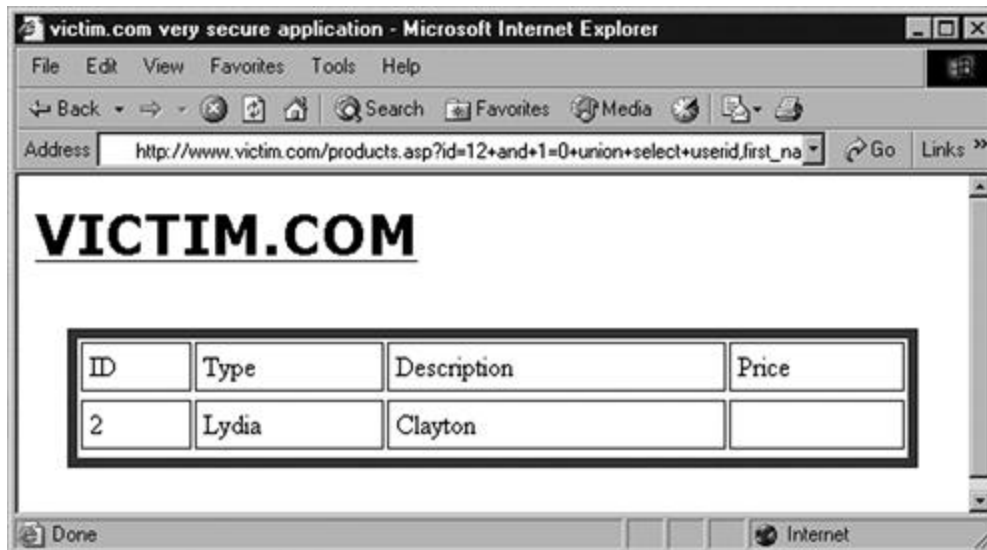 victim.com very secure application - Microsoft Internet Explorer
File Edit View Favorites Tools Help
Back Search Favorites Media
Address http://www.victim.com/products.asp?id=12+and+1=0+union+select+userid,first_na Go Links »
VICTIM.COM
ID Type Description Price
2 Lydia Clayton
Done Internet